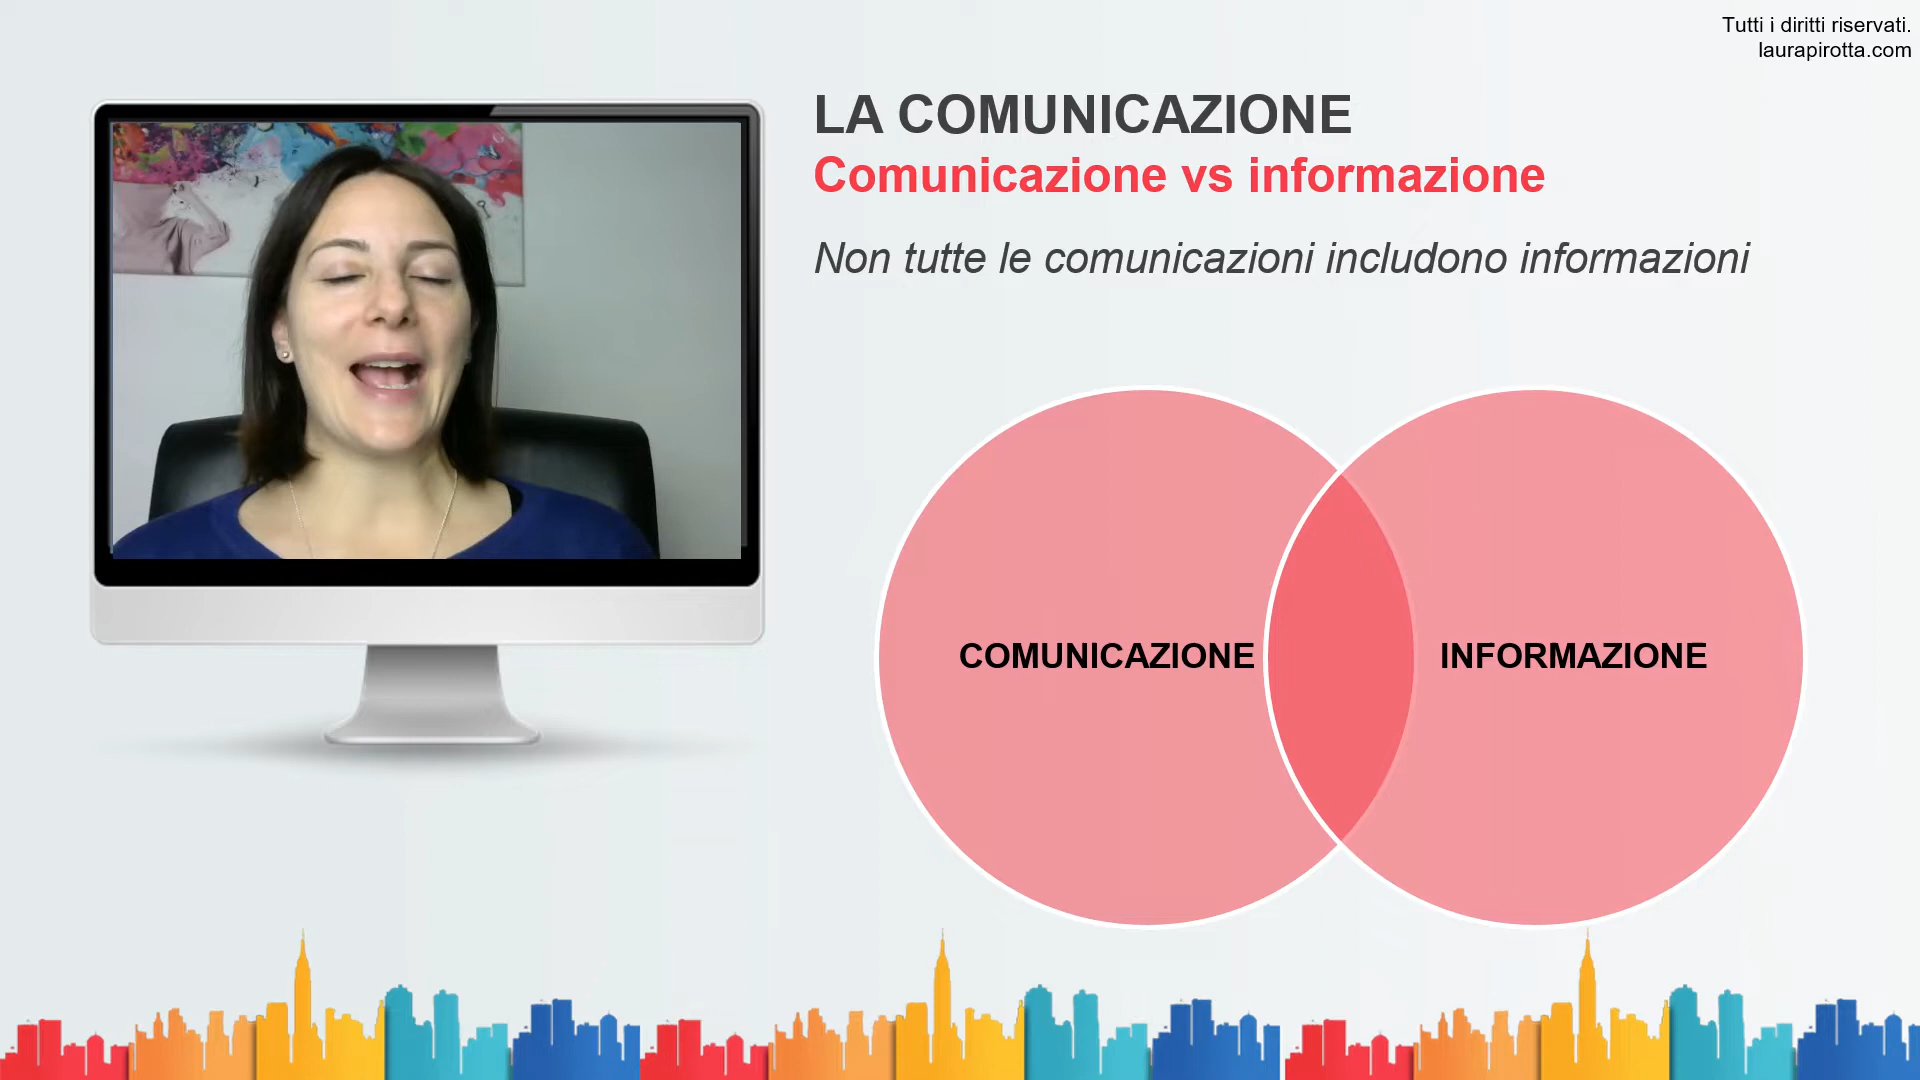 Tutti i diritti riservati.
laurapirotta.com
LA COMUNICAZIONE
Comunicazione vs informazione
Non tutte le comunicazioni includono informazioni
COMUNICAZIONE
INFORMAZIONE